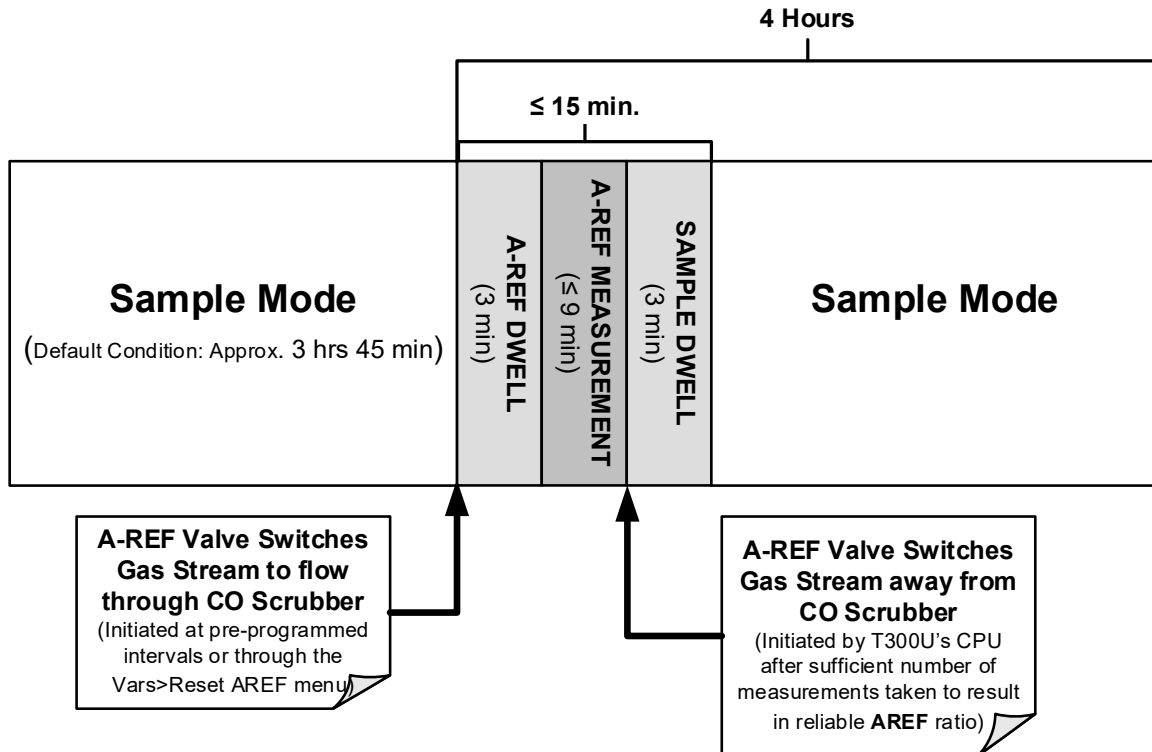 4 Hours
≤ 15 min.
Sample Mode
(Default Condition: Approx. 3 hrs 45 min)
A-REF DWELL
(3 min)
A-REF MEASUREMENT
(≤ 9 min)
SAMPLE DWELL
(3 min)
Sample Mode
A-REF Valve Switches
Gas Stream to flow
through CO Scrubber
(Initiated at pre-programmed
intervals or through the
Vars>Reset AREF menu)
A-REF Valve Switches
Gas Stream away from
CO Scrubber
(Initiated by T300U's CPU
after sufficient number of
measurements taken to result
in reliable AREF ratio)